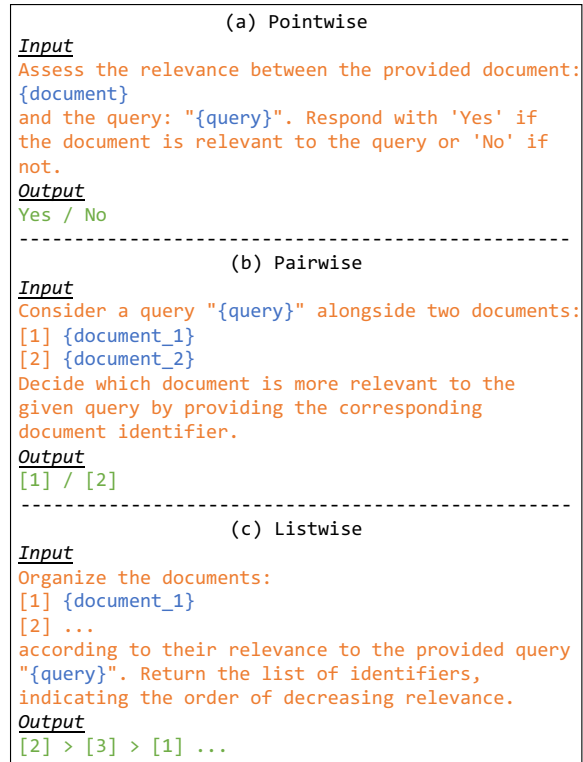 (a) Pointwise
Input
Assess the relevance between the provided document:
{document}
and the query: "{query}". Respond with 'Yes' if
the document is relevant to the query or 'No' if
not.
Output
Yes / No
--------------------------------------------------
(b) Pairwise
Input
Consider a query "{query}" alongside two documents:
[1] {document_1}
[2] {document_2}
Decide which document is more relevant to the
given query by providing the corresponding
document identifier.
Output
[1] / [2]
--------------------------------------------------
(c) Listwise
Input
Organize the documents:
[1] {document_1}
[2] ...
according to their relevance to the provided query
"{query}". Return the list of identifiers,
indicating the order of decreasing relevance.
Output
[2] > [3] > [1] ...